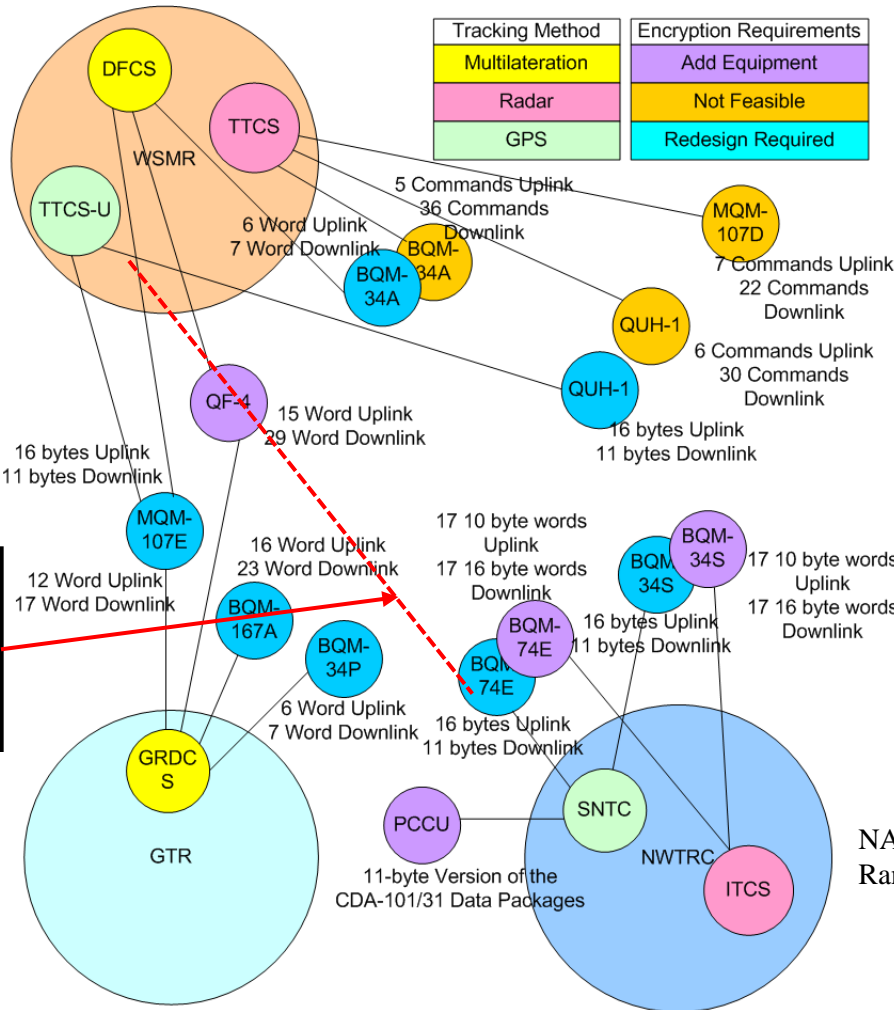 Tracking Method
Multilateration
Radar
GPS
Encryption Requirements
Add Equipment
Not Feasible
Redesign Required
DFCS
TTCS
WSMR
TTCS-U
5 Commands Uplink
36 Commands
Downlink
6 Word Uplink
7 Word Downlink
BQM-
34A
BQM-
34A
MQM-
107D
7 Commands Uplink
22 Commands
Downlink
QUH-1
6 Commands Uplink
30 Commands
Downlink
QUH-1
16 bytes Uplink
11 bytes Downlink
QF-4
15 Word Uplink
29 Word Downlink
16 bytes Uplink
11 bytes Downlink
MQM-
107E
12 Word Uplink
17 Word Downlink
16 Word Uplink
23 Word Downlink
BQM-
167A
BQM-
34P
6 Word Uplink
7 Word Downlink
17 10 byte words
Uplink
17 16 byte words
Downlink
BQM-
74E
BQM
74E
16 bytes Uplink
11 bytes Downlink
BQM-
34S
BQM
34S
17 10 byte words
Uplink
17 16 byte words
Downlink
16 bytes Uplink
11 bytes Downlink
GRDC
S
GTR
PCCU
11-byte Version of the
CDA-101/31 Data Packages
SNTC
NWTRC
ITCS
NA
Ra